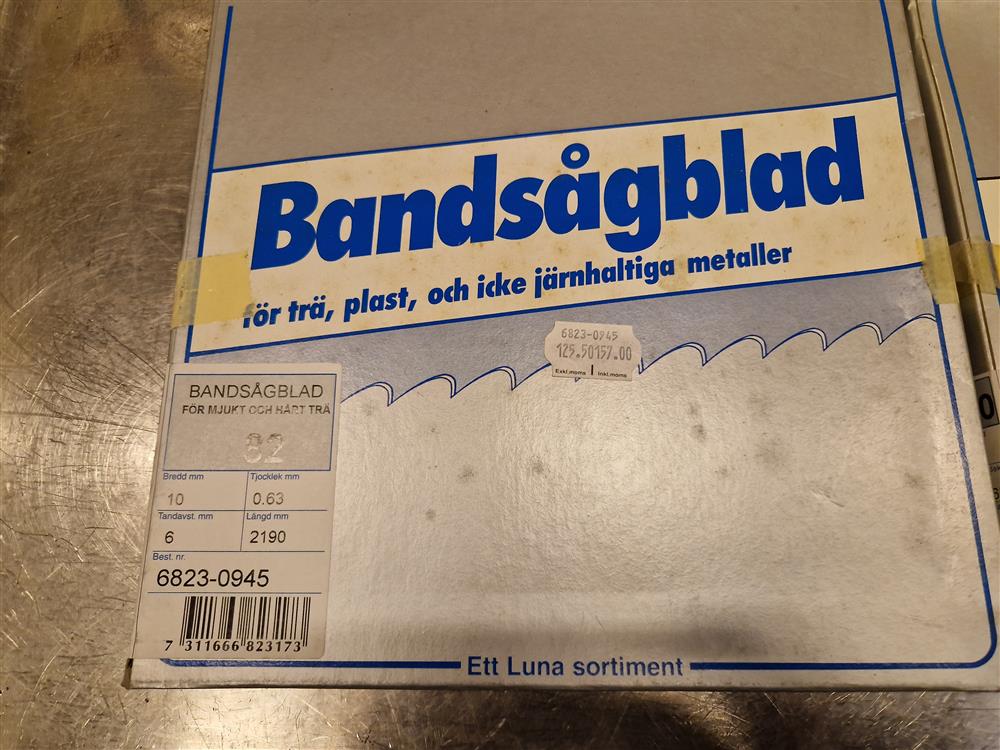 Bandsågblad
för trä, plast, och icke järnhaltiga metaller
6823-0945
125.50157.00
Exkl.moms Inkl.moms
BANDSÅGBLAD
FÖR MJUKT OCH HÅRT TRÄ
82
Bredd mm
10
Tjocklek mm
0.63
Tandavst. mm
6
Längd mm
2190
Best. nr.
6823-0945
7 311666 823173
Ett Luna sortiment